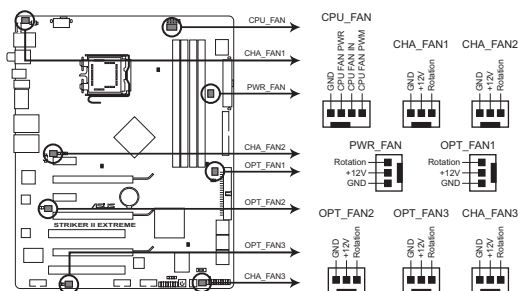 CPU_FAN
CHA_FAN1
PWR_FAN
CHA_FAN2
OPT_FAN1
OPT_FAN2
OPT_FAN3
CHA_FAN3
ASUS
STRIKER II EXTREME
CPU_FAN
GND
CPU FAN PWR
CPU FAN IN
CPU FAN PWM
CHA_FAN1
GND
+12V
Rotation
CHA_FAN2
GND
+12V
Rotation
PWR_FAN
Rotation
+12V
GND
OPT_FAN1
Rotation
+12V
GND
OPT_FAN2
GND
+12V
Rotation
OPT_FAN3
GND
+12V
Rotation
CHA_FAN3
GND
+12V
Rotation